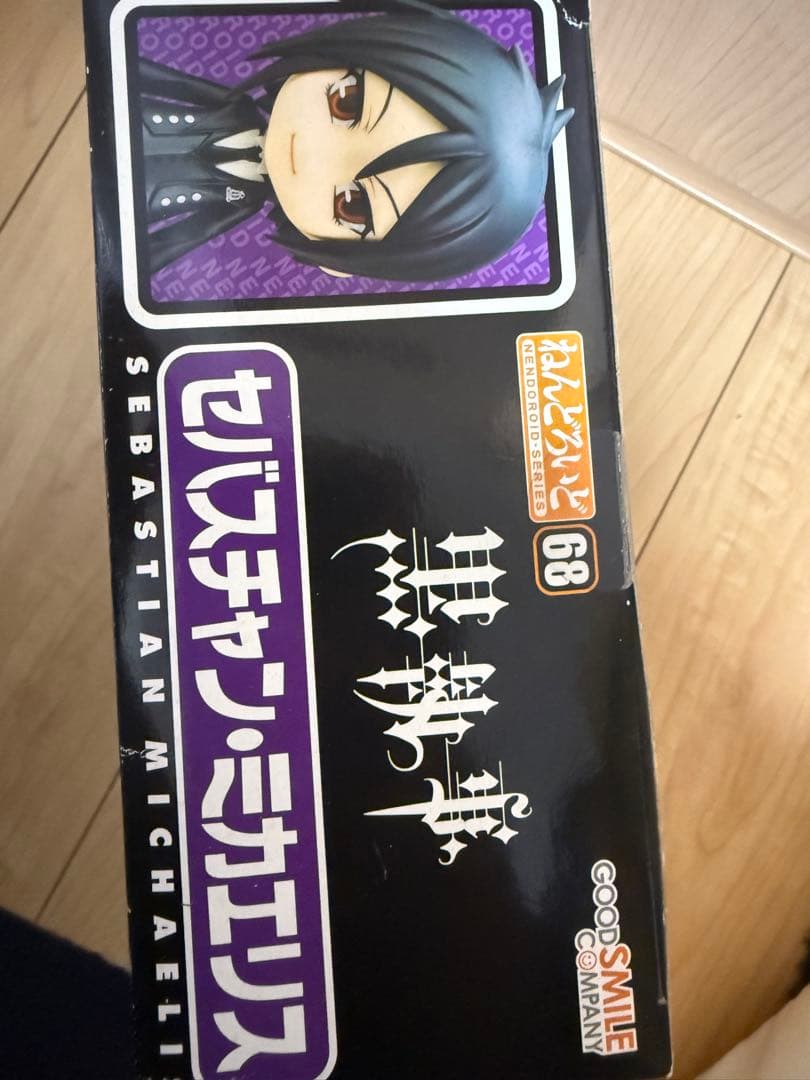 ねんどろいど
NENDOROID·SERIES
68
GOOD SMILE
COMPANY
黒執事
セバスチャン・ミカエリス
SEBASTIAN MICHAELI